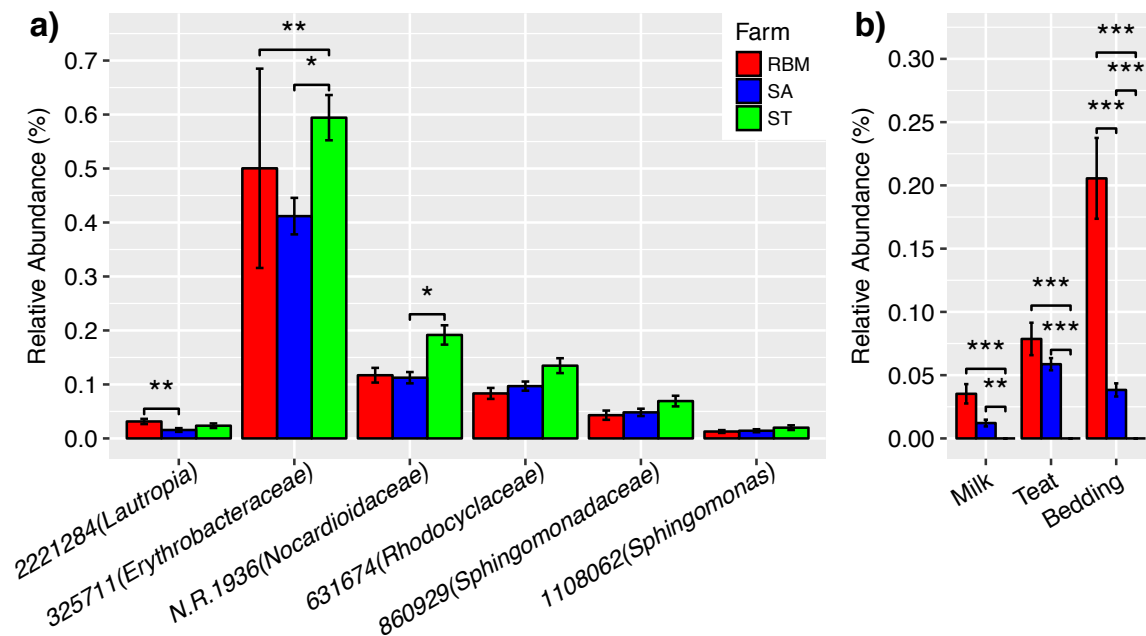 a)
Relative Abundance (%)
0.7
0.6
0.5
0.4
0.3
0.2
0.1
0.0
**
**
*
*
Farm
RBM
SA
ST
2221284(Lautropia)
325711(Erythrobacteraceae)
N.R.1936(Nocardioidaceae)
631674(Rhodocyclaceae)
860929(Sphingomonadaceae)
1108062(Sphingomonas)
b)
Relative Abundance (%)
0.30
0.25
0.20
0.15
0.10
0.05
0.00
***
**
***
***
***
***
***
Milk
Teat
Bedding